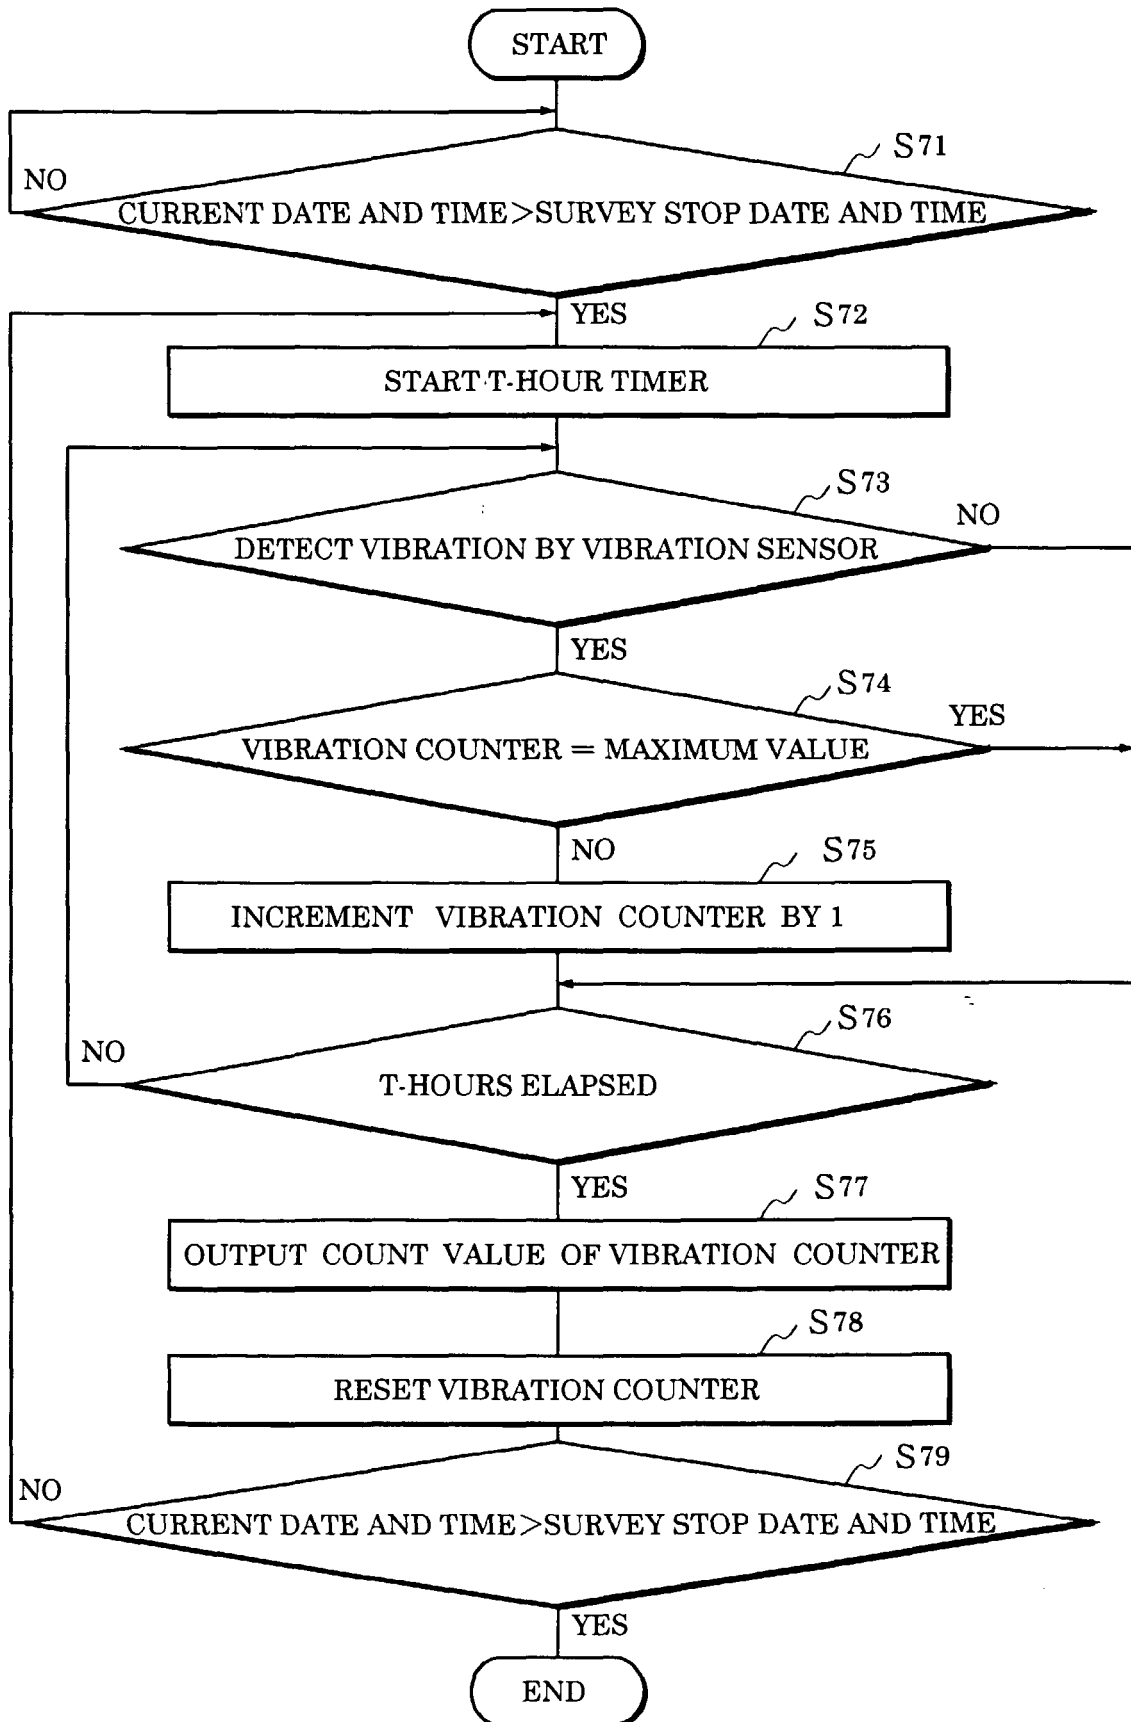 START
S71
NO
CURRENT DATE AND TIME>SURVEY STOP DATE AND TIME
YES
S72
START T-HOUR TIMER
S73
NO
DETECT VIBRATION BY VIBRATION SENSOR
YES
S74
YES
VIBRATION COUNTER = MAXIMUM VALUE
NO
S75
INCREMENT VIBRATION COUNTER BY 1
S76
NO
T-HOURS ELAPSED
YES
S77
OUTPUT COUNT VALUE OF VIBRATION COUNTER
S78
RESET VIBRATION COUNTER
S79
NO
CURRENT DATE AND TIME>SURVEY STOP DATE AND TIME
YES
END